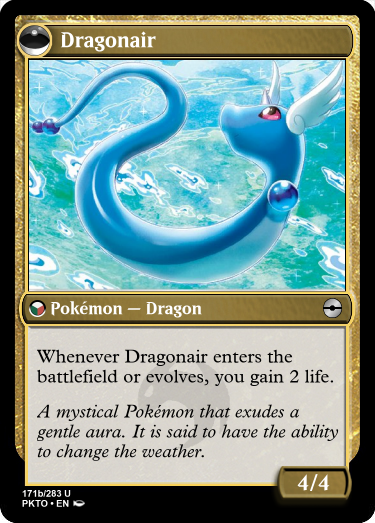 Dragonair
Pokémon — Dragon
Whenever Dragonair enters the
battlefield or evolves, you gain 2 life.
A mystical Pokémon that exudes a
gentle aura. It is said to have the ability
to change the weather.
4/4
171b/283 U
PKTO • EN